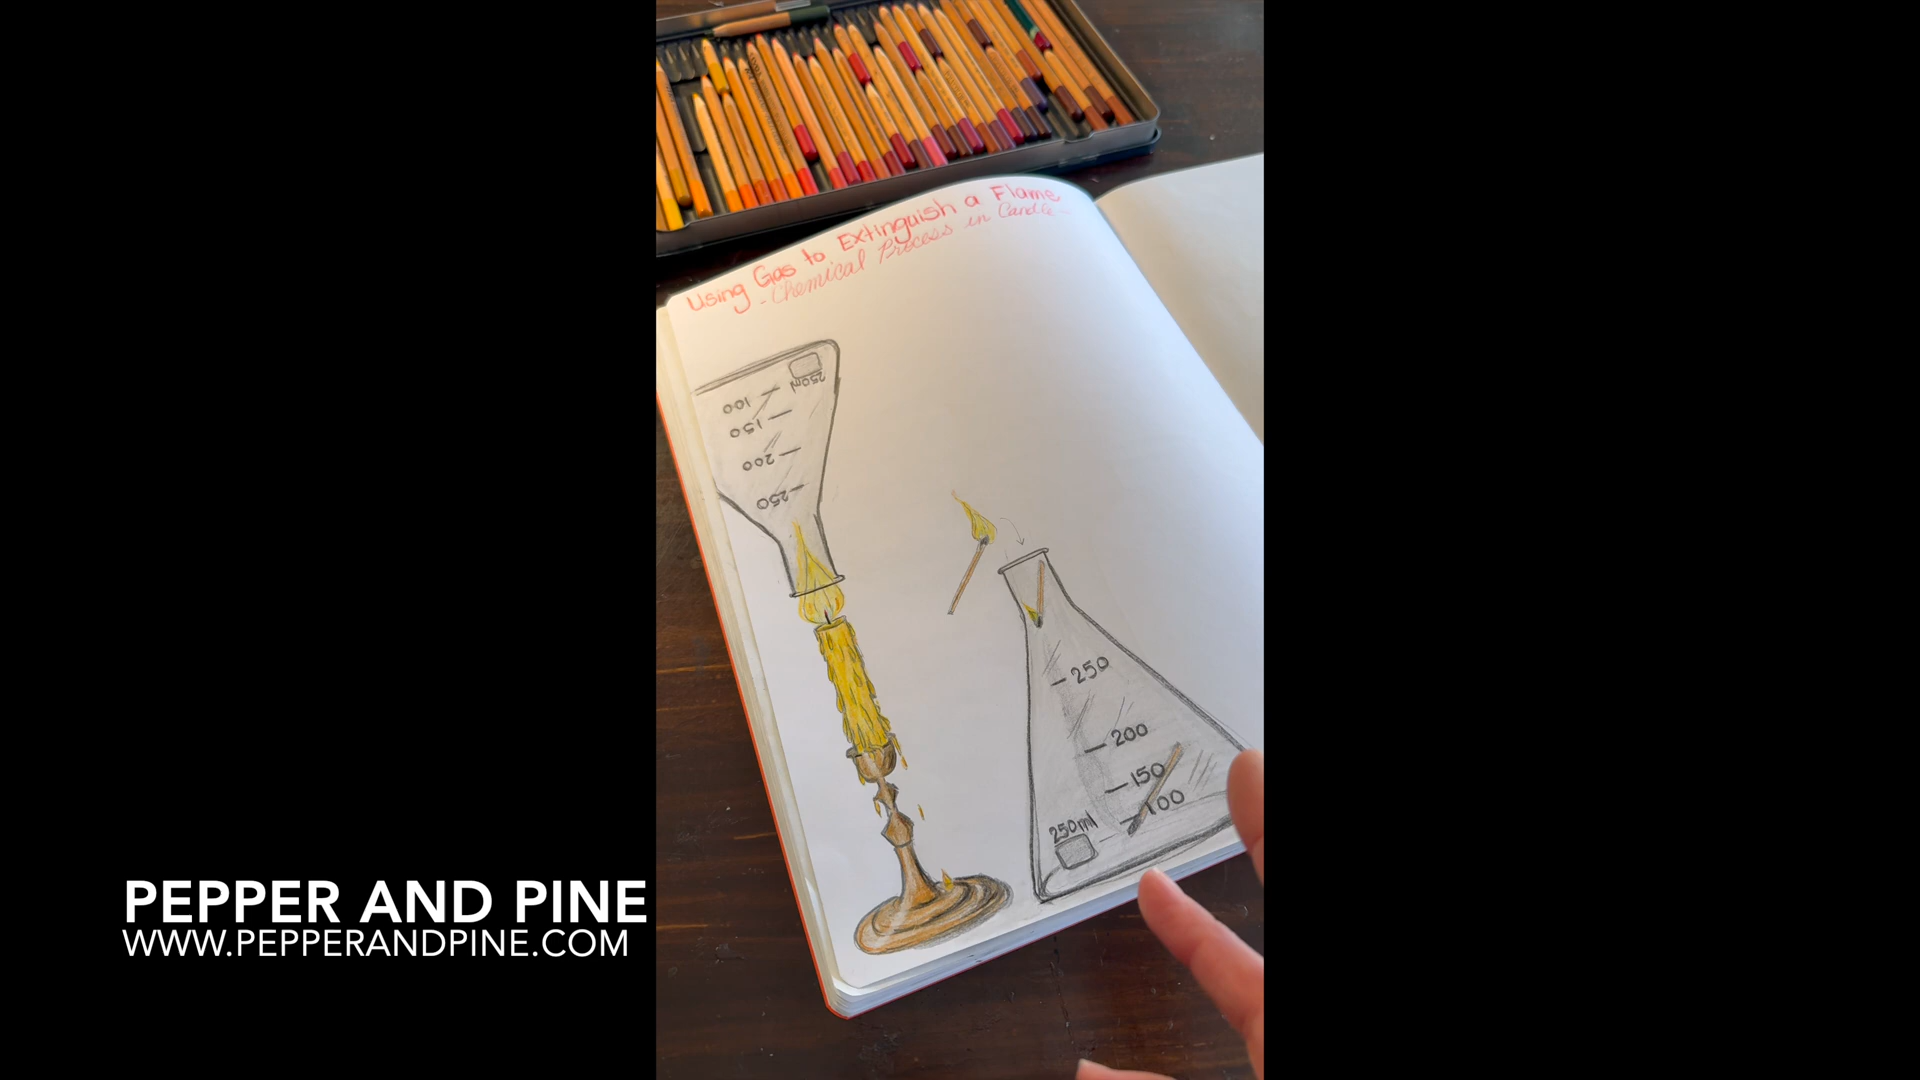 Using Gas to Extinguish a Flame
- Chemical Process in Candle -
250ml
100
150
200
250
250
200
150
100
250ml
PEPPER AND PINE
WWW.PEPPERANDPINE.COM